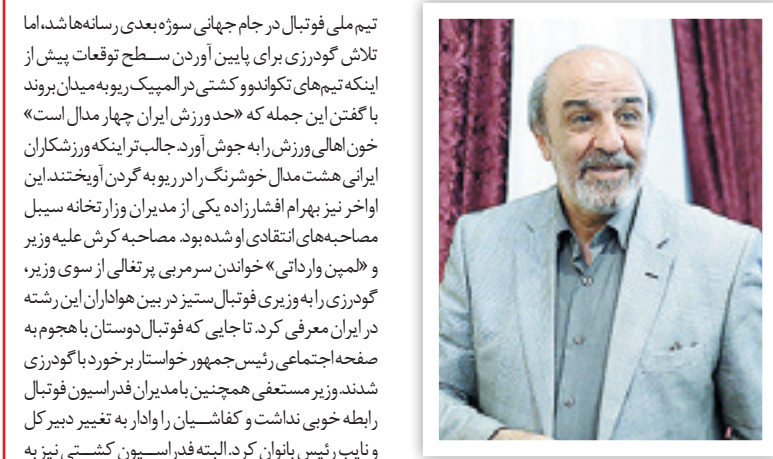 تیم ملی فوتبال در جام جهانی سوژه بعدی رسانه‌ها شد، اما
تلاش گودرزی برای پایین آوردن سـطح توقعات پیش از
اینکه تیم‌های تکواندو و کشتی در المپیک ریو به میدان بروند
با گفتن این جمله که «حد ورزش ایران چهار مدال است»
خون اهالی ورزش را به جوش آورد. جالب‌تر اینکه ورزشکاران
ایرانی هشت مدال خوشرنگ را در ریو به گردن آویختند. این
اواخر نیز بهرام افشارزاده یکی از مدیران وزارتخانه سیبل
مصاحبه‌های انتقادی او شده بود. مصاحبه کرش علیه وزیر
و «لمپن وارداتی» خواندن سرمربی پرتغالی از سوی وزیر،
گودرزی را به وزیری فوتبال‌ستیز در بین هواداران این رشته
در ایران معرفی کرد. تا جایی که فوتبال‌دوستان با هجوم به
صفحه اجتماعی رئیس‌جمهور خواستار برخورد با گودرزی
شدند. وزیر مستعفی همچنین با مدیران فدراسیون فوتبال
رابطه خوبی نداشت و کفاشـیان را وادار به تغییر دبیر کل
و نایب رئیس بانوان کرد. البته فدراسـیون کشـتی نیز به